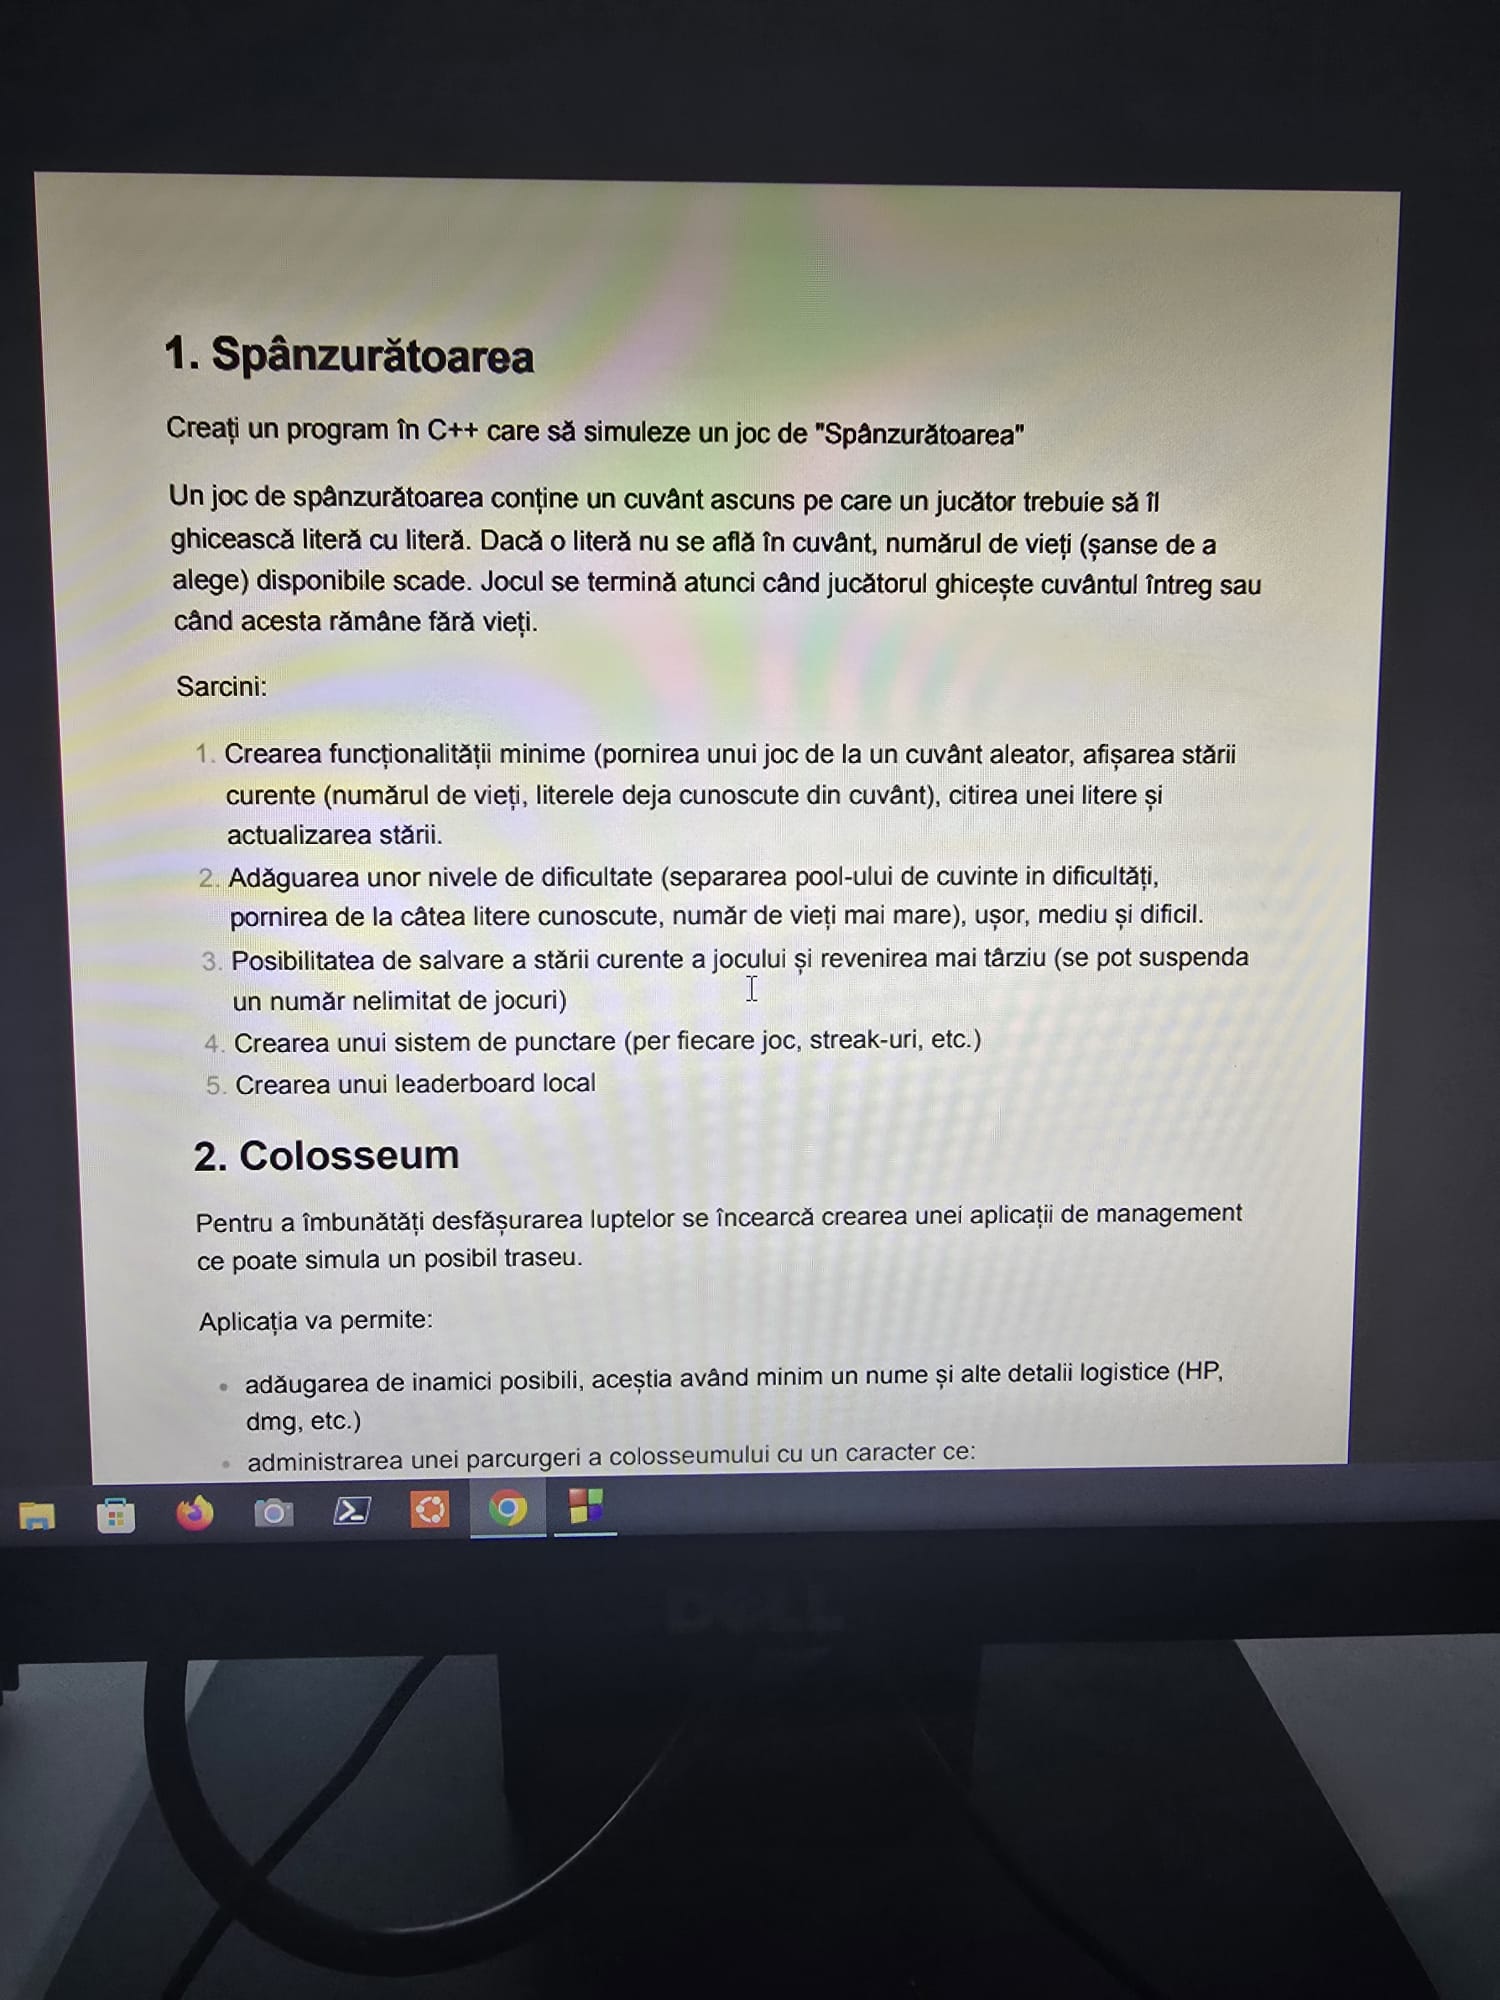 1. Spânzurătoarea
Creați un program în C++ care să simuleze un joc de "Spânzurătoarea"
Un joc de spânzurătoarea conține un cuvânt ascuns pe care un jucător trebuie să îl
ghicească literă cu literă. Dacă o literă nu se află în cuvânt, numărul de vieți (șanse de a
alege) disponibile scade. Jocul se termină atunci când jucătorul ghicește cuvântul întreg sau
când acesta rămâne fără vieți.
Sarcini:
1. Crearea funcționalității minime (pornirea unui joc de la un cuvânt aleator, afișarea stării
curente (numărul de vieți, literele deja cunoscute din cuvânt), citirea unei litere și
actualizarea stării.
2. Adăguarea unor nivele de dificultate (separarea pool-ului de cuvinte in dificultăți,
pornirea de la câtea litere cunoscute, număr de vieți mai mare), ușor, mediu și dificil.
3. Posibilitatea de salvare a stării curente a jocului și revenirea mai târziu (se pot suspenda
un număr nelimitat de jocuri)
4. Crearea unui sistem de punctare (per fiecare joc, streak-uri, etc.)
5. Crearea unui leaderboard local
2. Colosseum
Pentru a îmbunătăți desfășurarea luptelor se încearcă crearea unei aplicații de management
ce poate simula un posibil traseu.
Aplicația va permite:
• adăugarea de inamici posibili, aceștia având minim un nume și alte detalii logistice (HP,
dmg, etc.)
• administrarea unei parcurgeri a colosseumului cu un caracter ce:
DELL